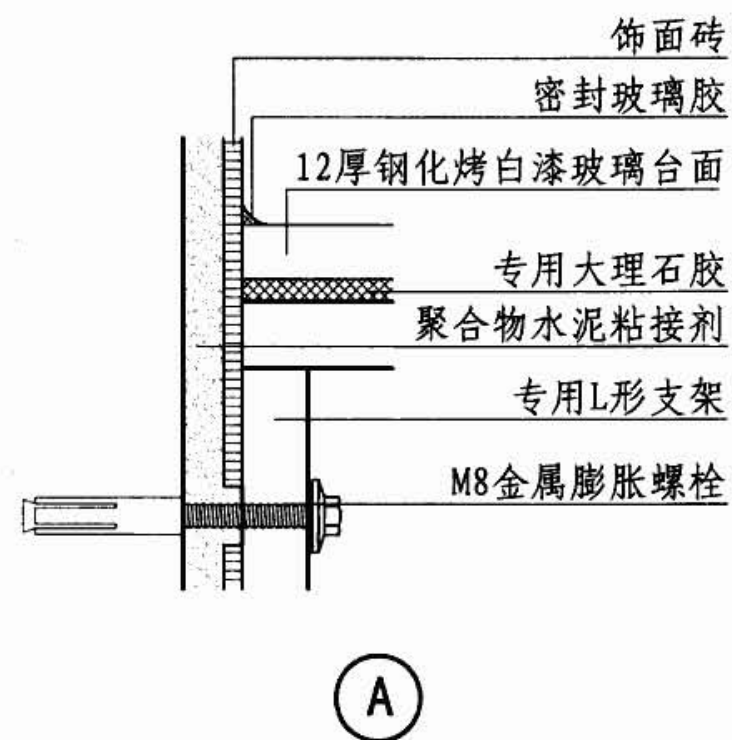 饰面砖
密封玻璃胶
12厚钢化烤白漆玻璃台面
专用大理石胶
聚合物水泥粘接剂
专用L形支架
M8金属膨胀螺栓
A